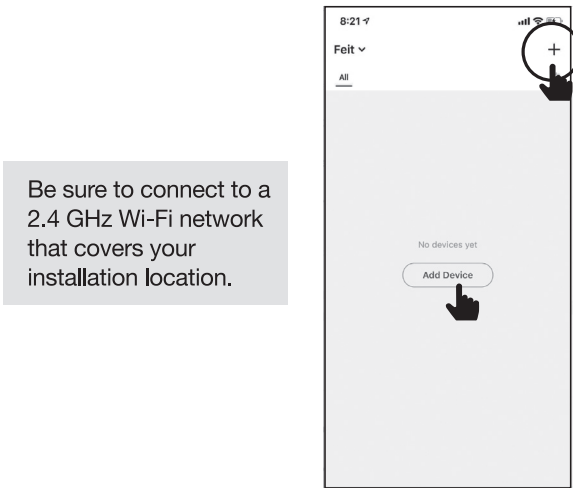 Be sure to connect to a
2.4 GHz Wi-Fi network
that covers your
installation location.
8:21
Feit
+
All
No devices yet
Add Device